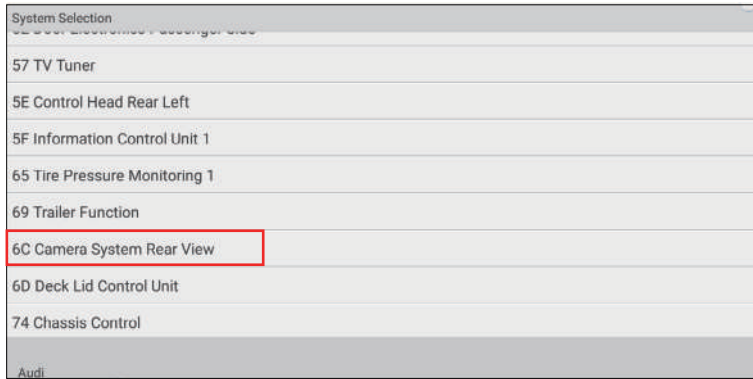 System Selection
57 TV Tuner
5E Control Head Rear Left
5F Information Control Unit 1
65 Tire Pressure Monitoring 1
69 Trailer Function
6C Camera System Rear View
6D Deck Lid Control Unit
74 Chassis Control
Audi